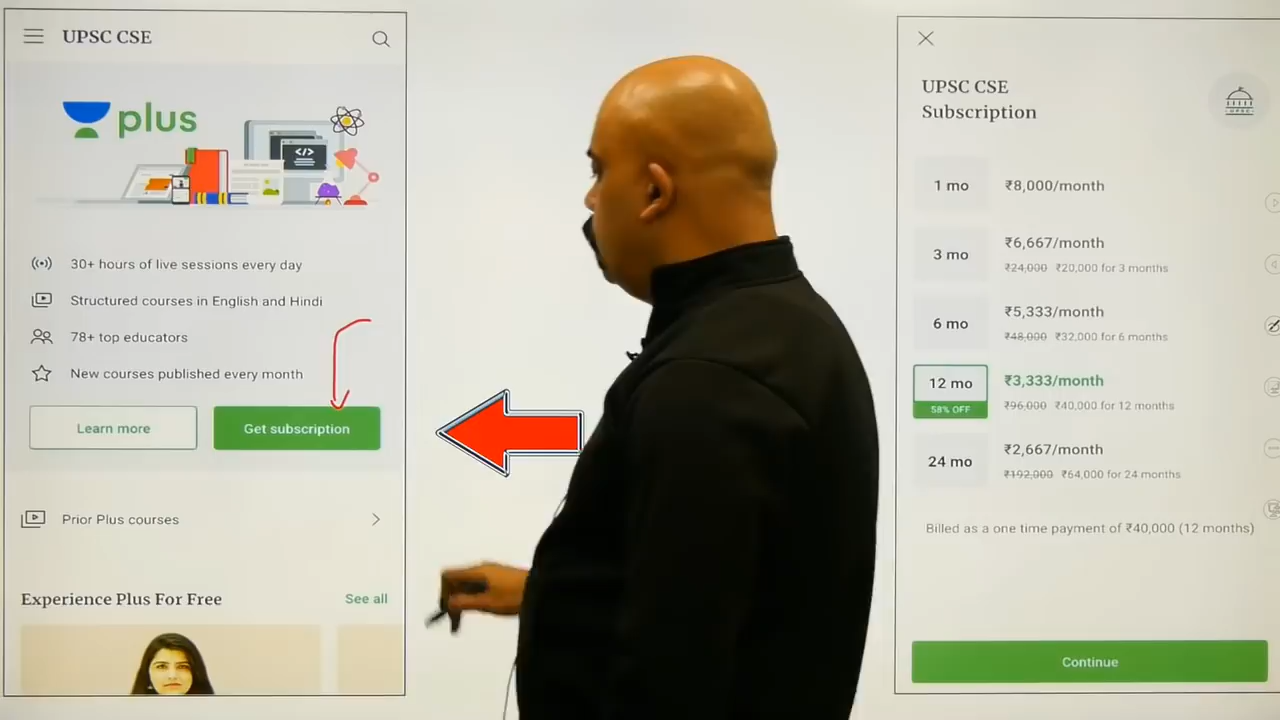 UPSC CSE
plus
30+ hours of live sessions every day
Structured courses in English and Hindi
78+ top educators
New courses published every month
Learn more
Get subscription
Prior Plus courses
Experience Plus For Free
See all
UPSC CSE
Subscription
UPSC
1 mo
₹8,000/month
3 mo
₹6,667/month
₹24,000 ₹20,000 for 3 months
6 mo
₹5,333/month
₹48,000 ₹32,000 for 6 months
12 mo
58% OFF
₹3,333/month
₹96,000 ₹40,000 for 12 months
24 mo
₹2,667/month
₹192,000 ₹64,000 for 24 months
Billed as a one time payment of ₹40,000 (12 months)
Continue